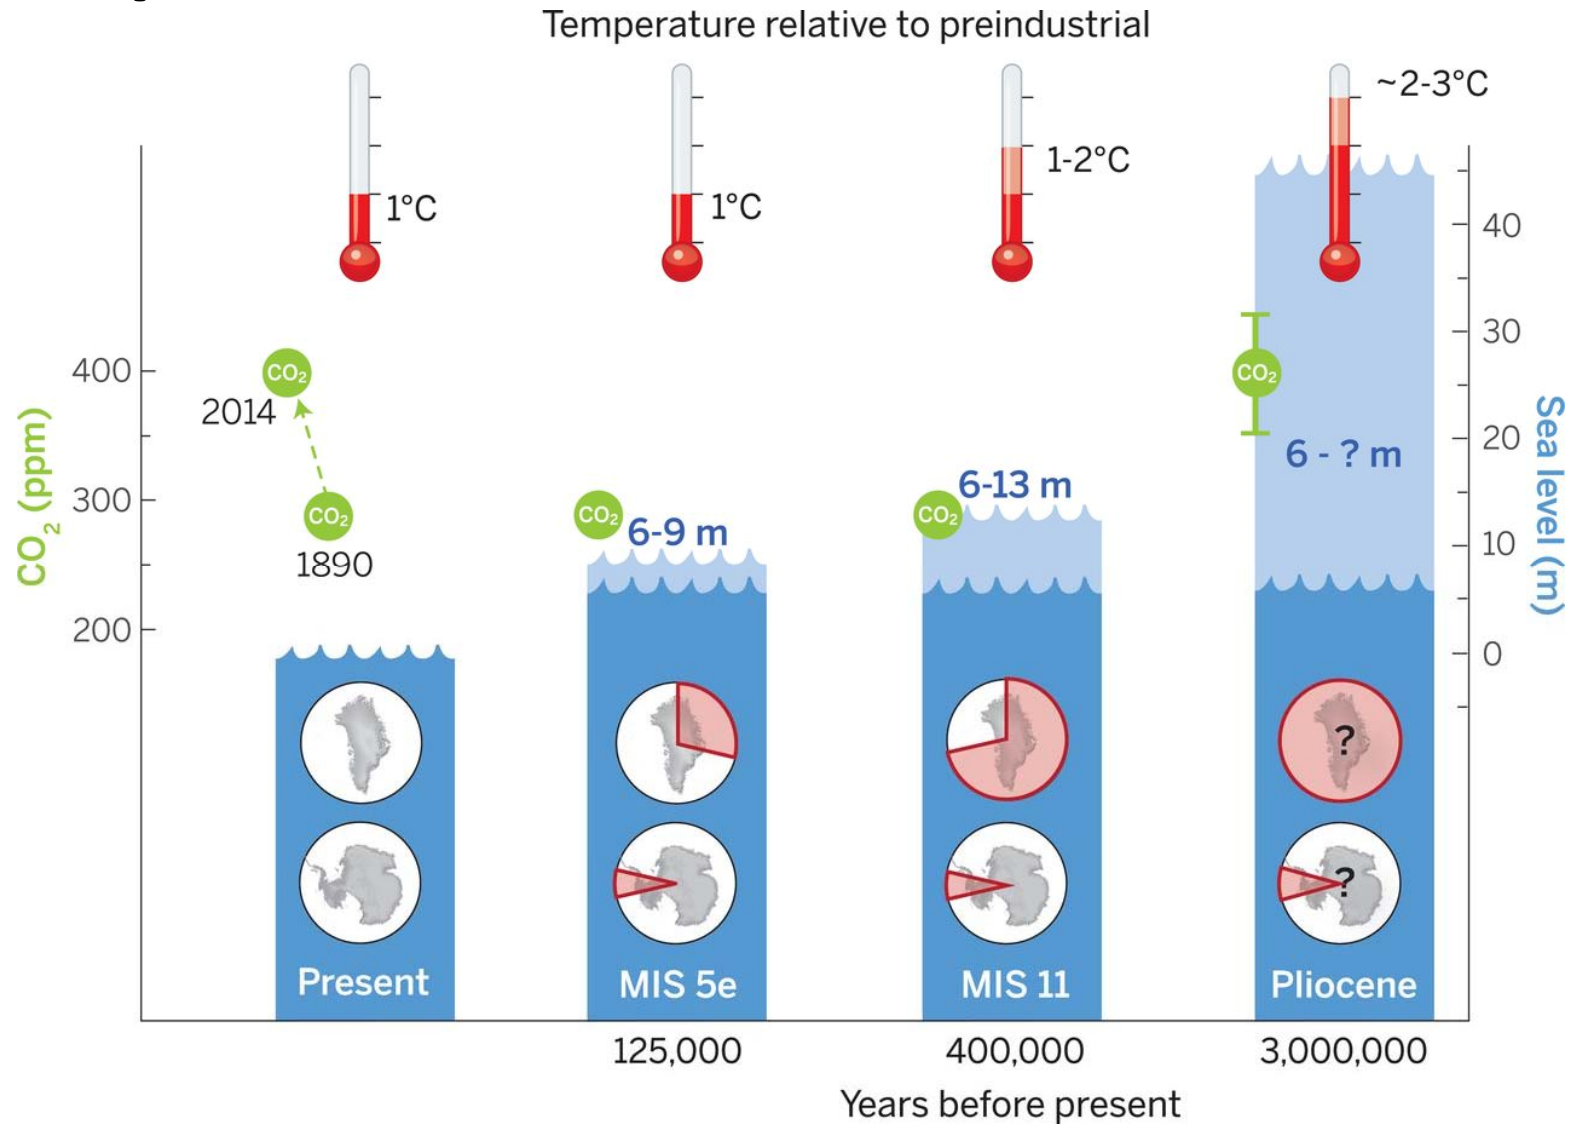 Temperature relative to preindustrial
1°C
1°C
1-2°C
~2-3°C
CO₂ (ppm)
400
300
200
CO₂
2014
CO₂
1890
CO₂
6-9 m
CO₂
6-13 m
CO₂
6 - ? m
40
30
20
10
0
Sea level (m)
?
?
Present
MIS 5e
MIS 11
Pliocene
125,000
400,000
3,000,000
Years before present